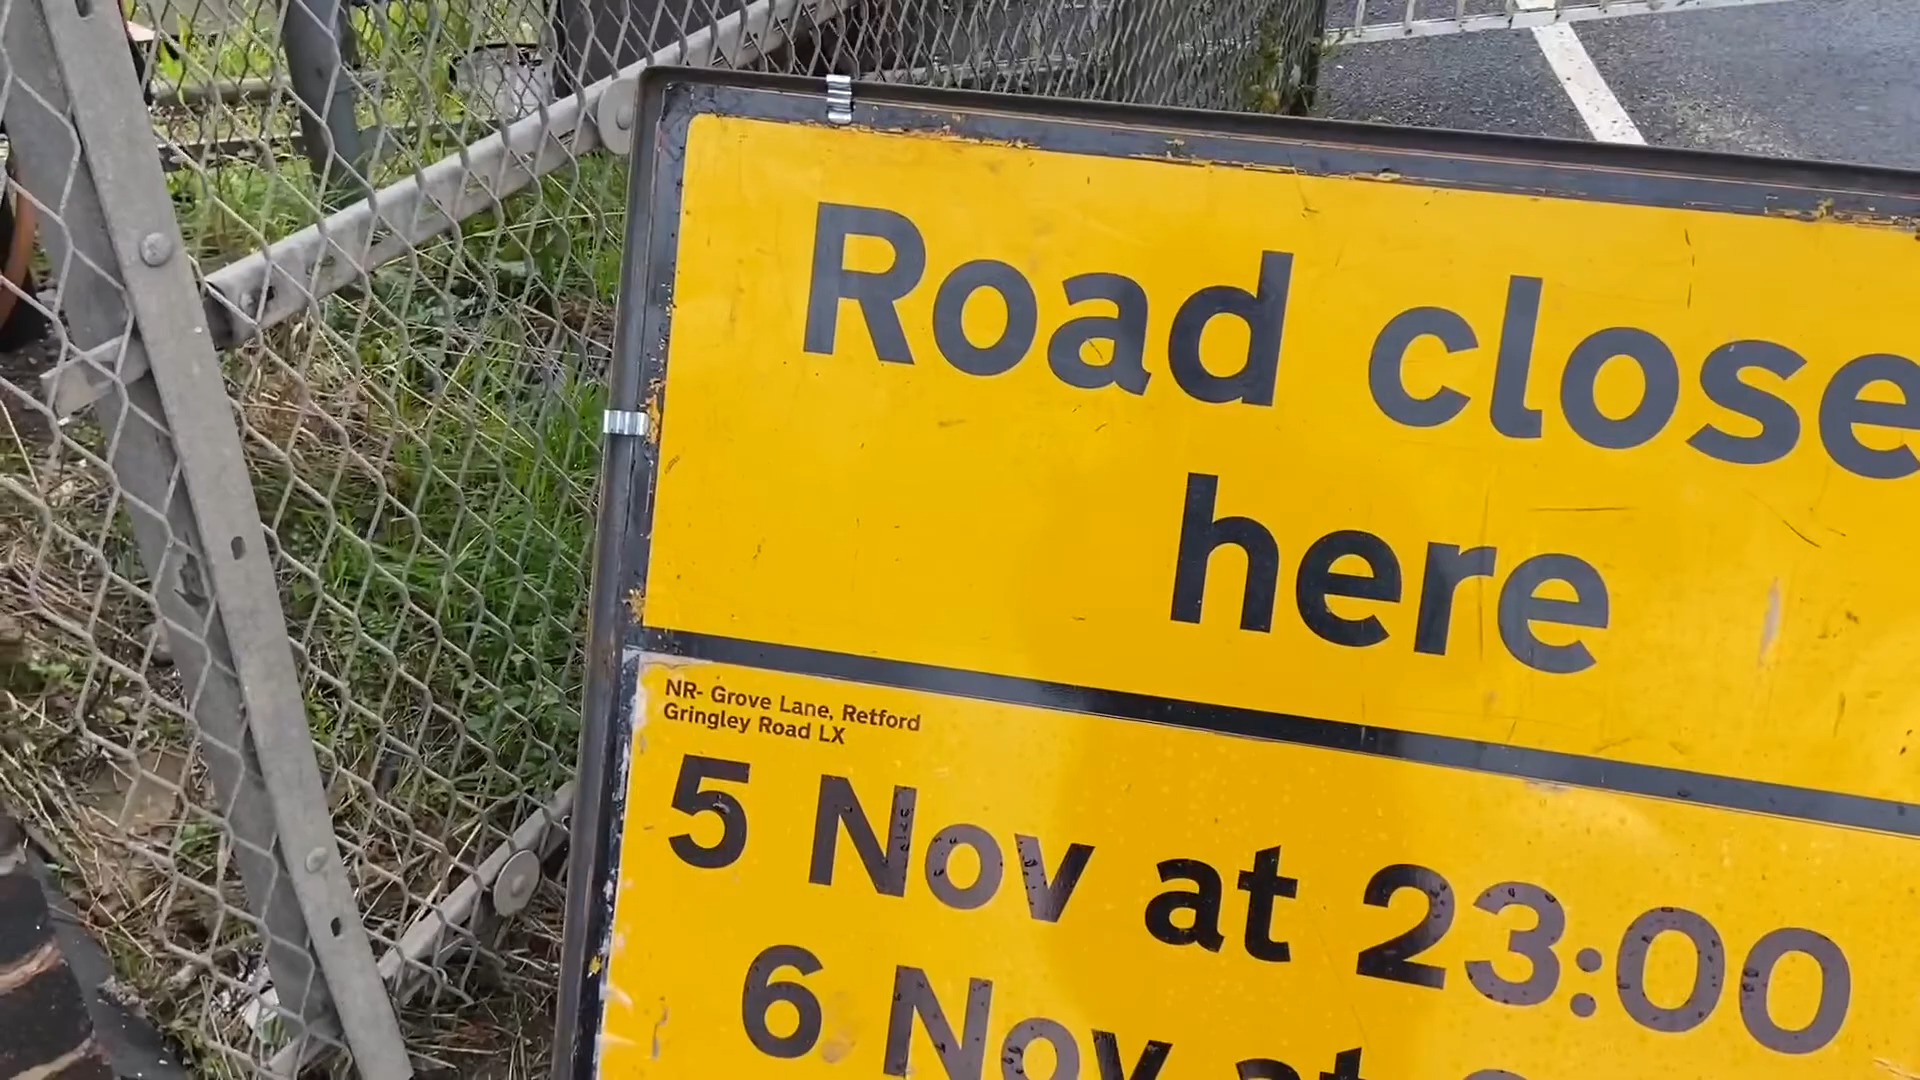 Road close
here
NR- Grove Lane, Retford
Gringley Road LX
5 Nov at 23:00
6 Nov at